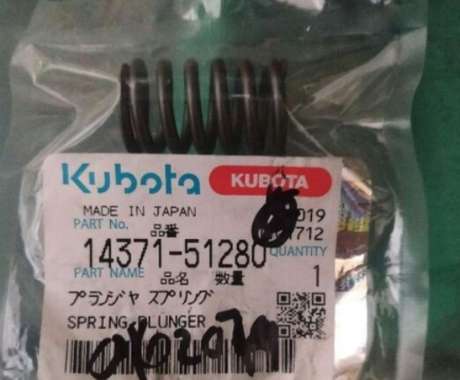 Kubota KUBOTA
MADE IN JAPAN
PART No. 品番
14371-51280
PART NAME 品名 数量 QUANTITY
プランジャ スプリング 1
SPRING,PLUNGER